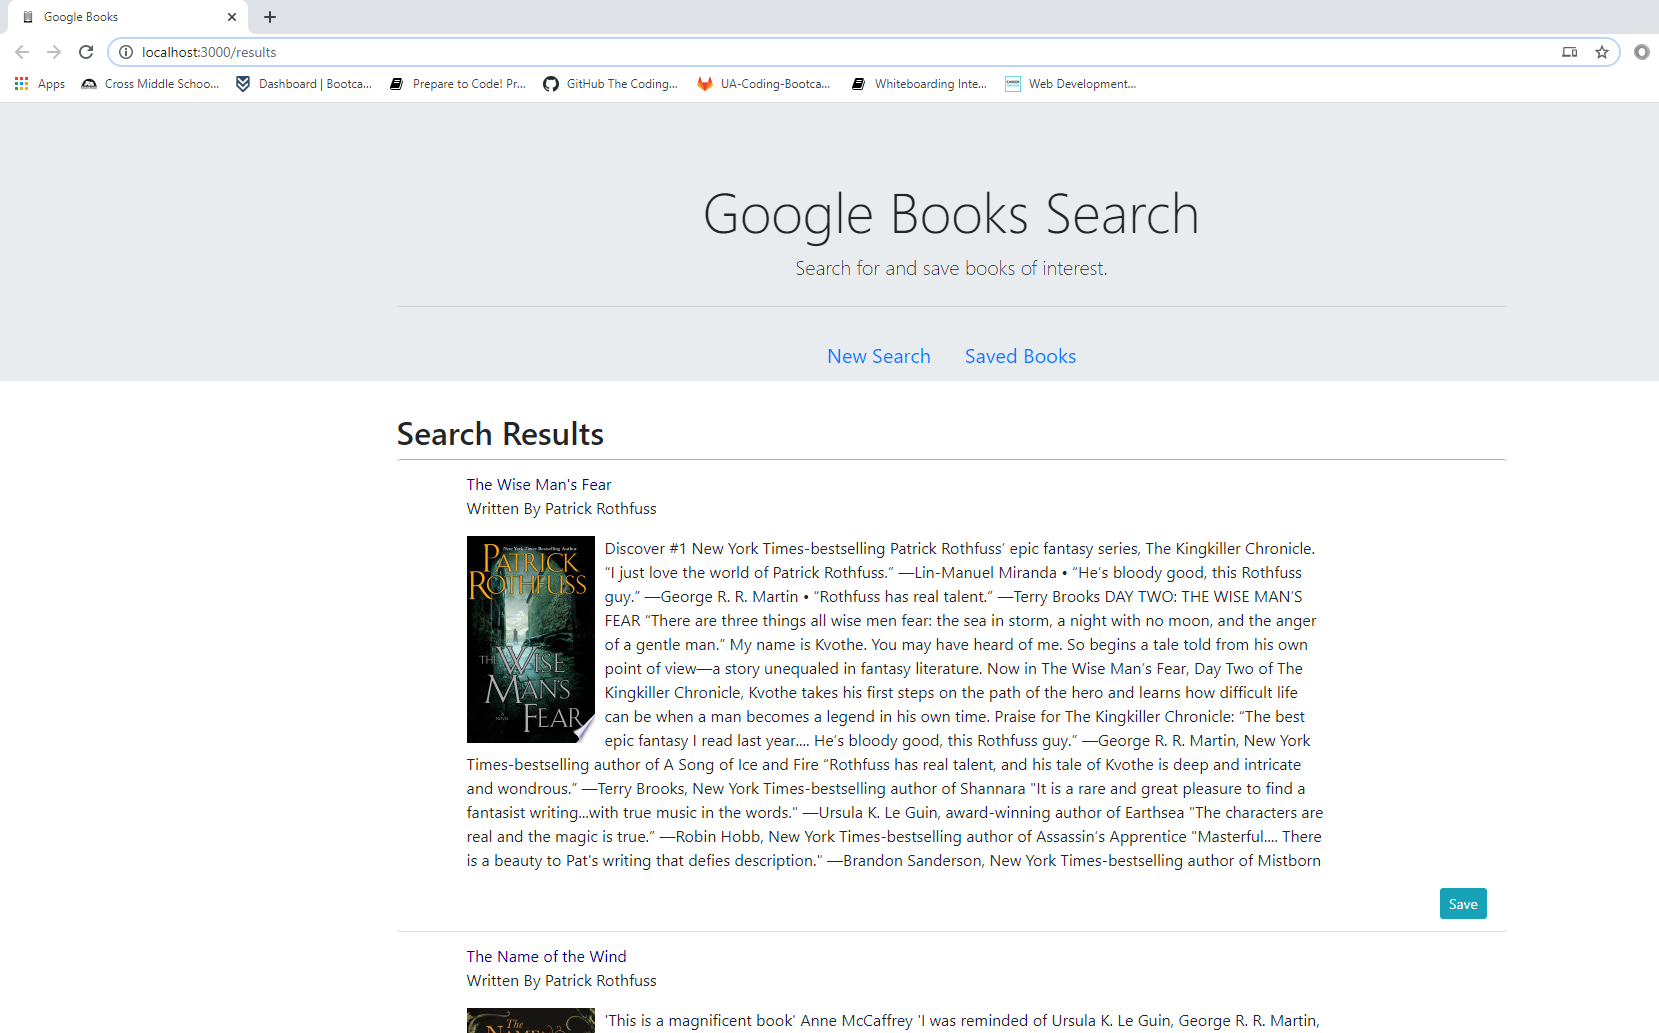 Google Books
localhost:3000/results
Apps
Cross Middle Schoo...
Dashboard | Bootca...
Prepare to Code! Pr...
GitHub The Coding...
UA-Coding-Bootca...
Whiteboarding Inte...
Web Development...
Google Books Search
Search for and save books of interest.
New Search
Saved Books
Search Results
The Wise Man's Fear
Written By Patrick Rothfuss
New York Times Bestselling Author
PATRICK
ROTHFUSS
THE WISE
MAN'S
A NOVEL
FEAR
Discover #1 New York Times-bestselling Patrick Rothfuss’ epic fantasy series, The Kingkiller Chronicle.
“I just love the world of Patrick Rothfuss.” —Lin-Manuel Miranda • “He’s bloody good, this Rothfuss
guy.” —George R. R. Martin • “Rothfuss has real talent.” —Terry Brooks DAY TWO: THE WISE MAN’S
FEAR “There are three things all wise men fear: the sea in storm, a night with no moon, and the anger
of a gentle man.” My name is Kvothe. You may have heard of me. So begins a tale told from his own
point of view—a story unequaled in fantasy literature. Now in The Wise Man’s Fear, Day Two of The
Kingkiller Chronicle, Kvothe takes his first steps on the path of the hero and learns how difficult life
can be when a man becomes a legend in his own time. Praise for The Kingkiller Chronicle: “The best
epic fantasy I read last year.... He’s bloody good, this Rothfuss guy.” —George R. R. Martin, New York
Times-bestselling author of A Song of Ice and Fire “Rothfuss has real talent, and his tale of Kvothe is deep and intricate
and wondrous.” —Terry Brooks, New York Times-bestselling author of Shannara "It is a rare and great pleasure to find a
fantasist writing...with true music in the words." —Ursula K. Le Guin, award-winning author of Earthsea "The characters are
real and the magic is true.” —Robin Hobb, New York Times-bestselling author of Assassin’s Apprentice "Masterful.... There
is a beauty to Pat's writing that defies description." —Brandon Sanderson, New York Times-bestselling author of Mistborn
Save
The Name of the Wind
Written By Patrick Rothfuss
The
NAME
'This is a magnificent book' Anne McCaffrey 'I was reminded of Ursula K. Le Guin, George R. R. Martin,